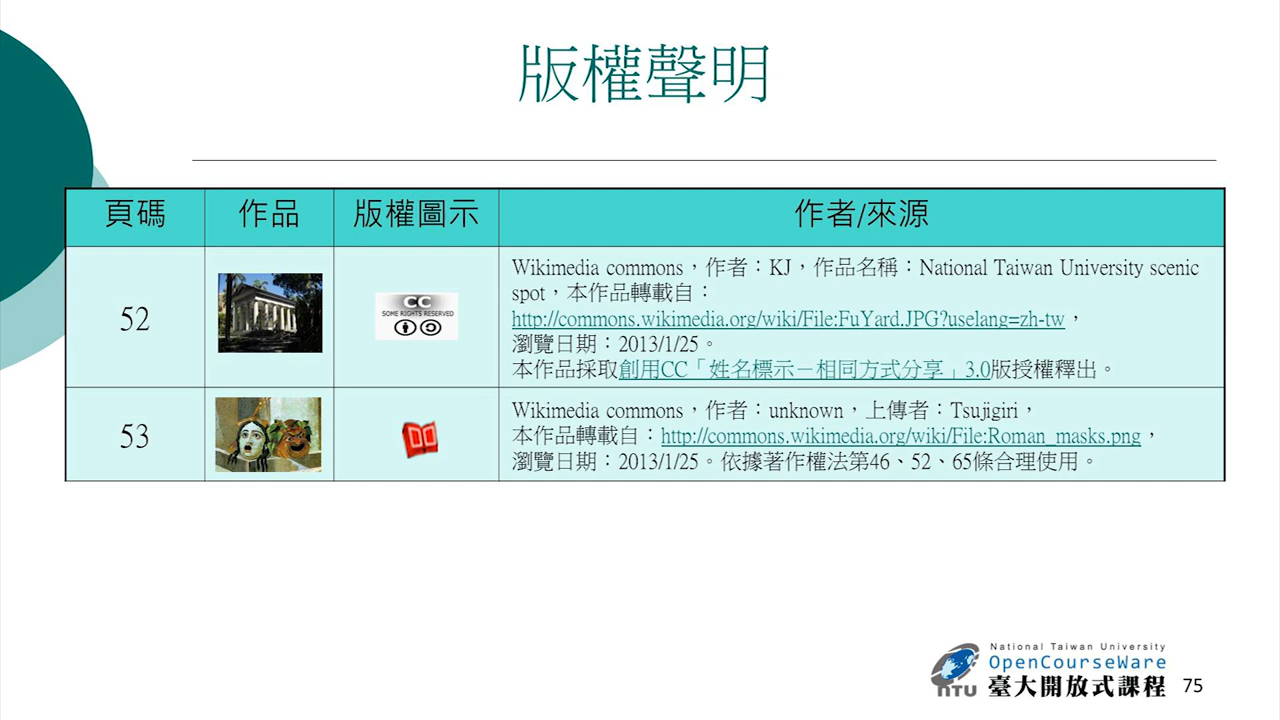 版權聲明
頁碼 作品 版權圖示 作者/來源
52
CC
SOME RIGHTS RESERVED
Wikimedia commons，作者：KJ，作品名稱：National Taiwan University scenic
spot，本作品轉載自：
http://commons.wikimedia.org/wiki/File:FuYard.JPG?uselang=zh-tw，
瀏覽日期：2013/1/25。
本作品採取創用CC「姓名標示－相同方式分享」3.0版授權釋出。
53
Wikimedia commons，作者：unknown，上傳者：Tsujigiri，
本作品轉載自：http://commons.wikimedia.org/wiki/File:Roman_masks.png，
瀏覽日期：2013/1/25。依據著作權法第46、52、65條合理使用。
National Taiwan University
OpenCourseWare
NTU 臺大開放式課程 75